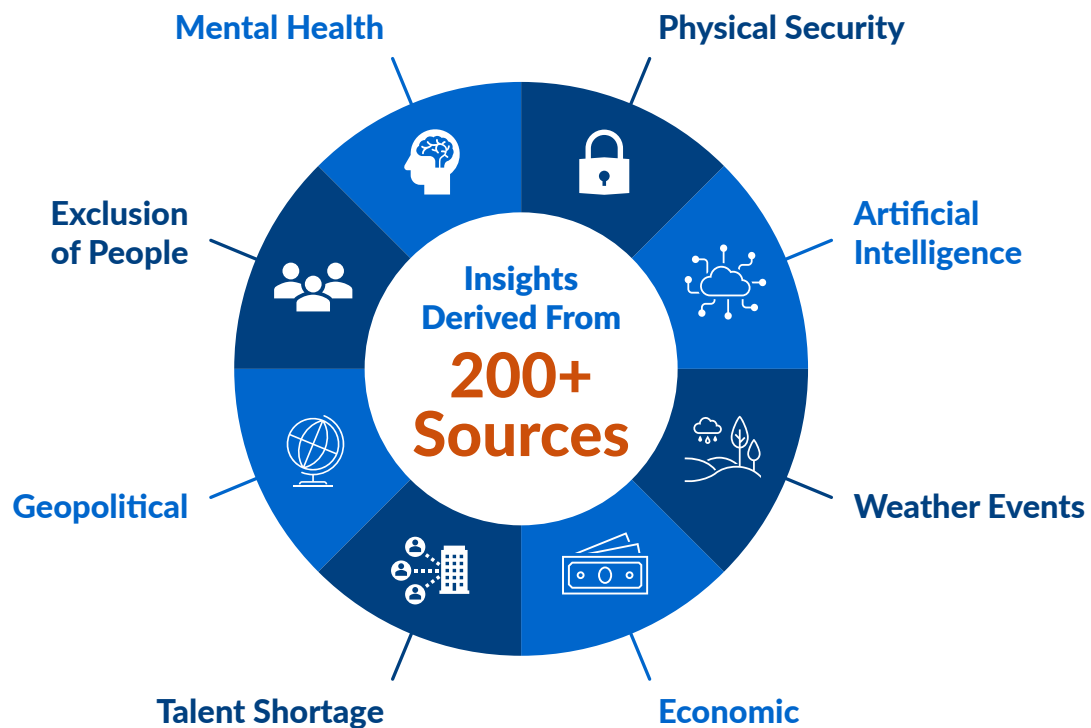 Mental Health
Physical Security
Exclusion
of People
Artificial
Intelligence
Insights
Derived From
200+
Sources
Geopolitical
Weather Events
Talent Shortage
Economic